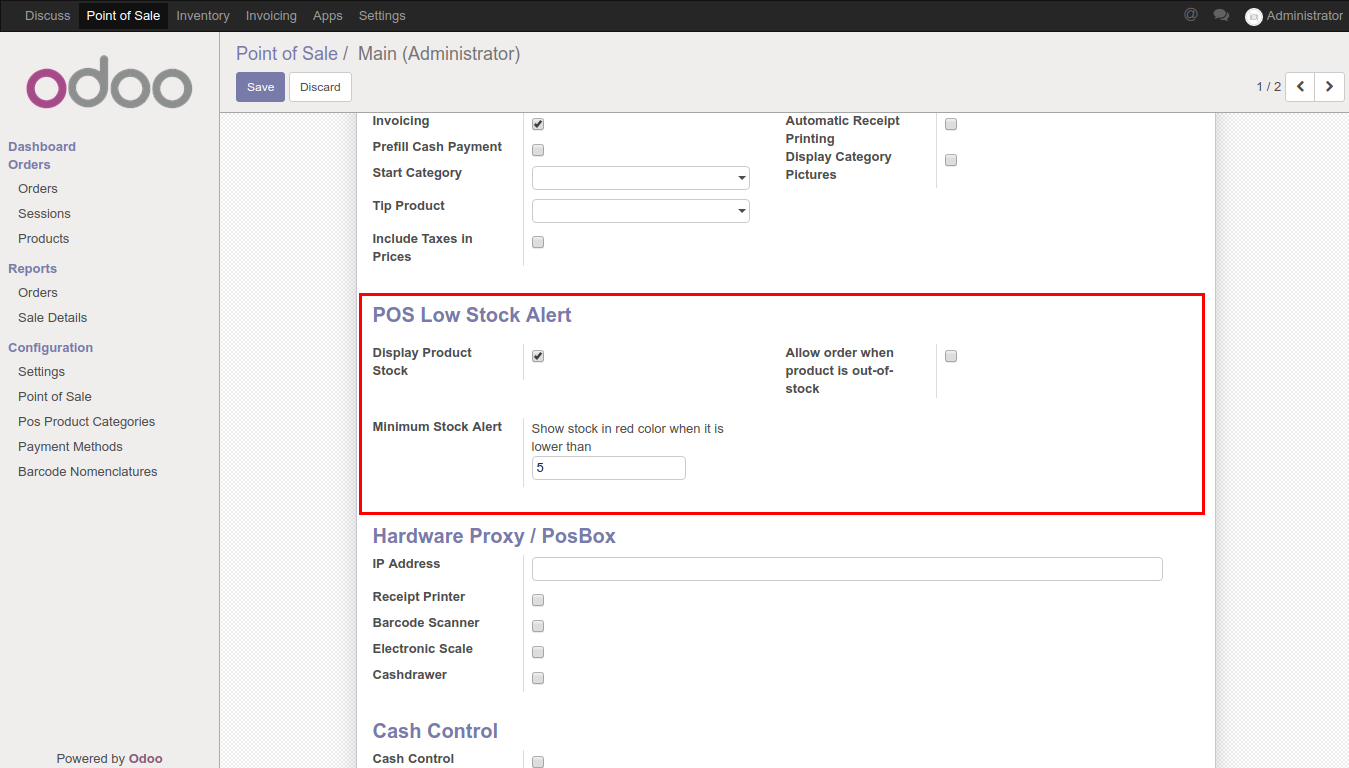 Discuss
Point of Sale
Inventory
Invoicing
Apps
Settings
@
Administrator
odoo
Dashboard
Orders
Orders
Sessions
Products
Reports
Orders
Sale Details
Configuration
Settings
Point of Sale
Pos Product Categories
Payment Methods
Barcode Nomenclatures
Powered by Odoo
Point of Sale / Main (Administrator)
Save
Discard
1 / 2
Invoicing
Prefill Cash Payment
Start Category
Tip Product
Include Taxes in
Prices
Automatic Receipt
Printing
Display Category
Pictures
POS Low Stock Alert
Display Product
Stock
Allow order when
product is out-of-
stock
Minimum Stock Alert
Show stock in red color when it is
lower than
5
Hardware Proxy / PosBox
IP Address
Receipt Printer
Barcode Scanner
Electronic Scale
Cashdrawer
Cash Control
Cash Control